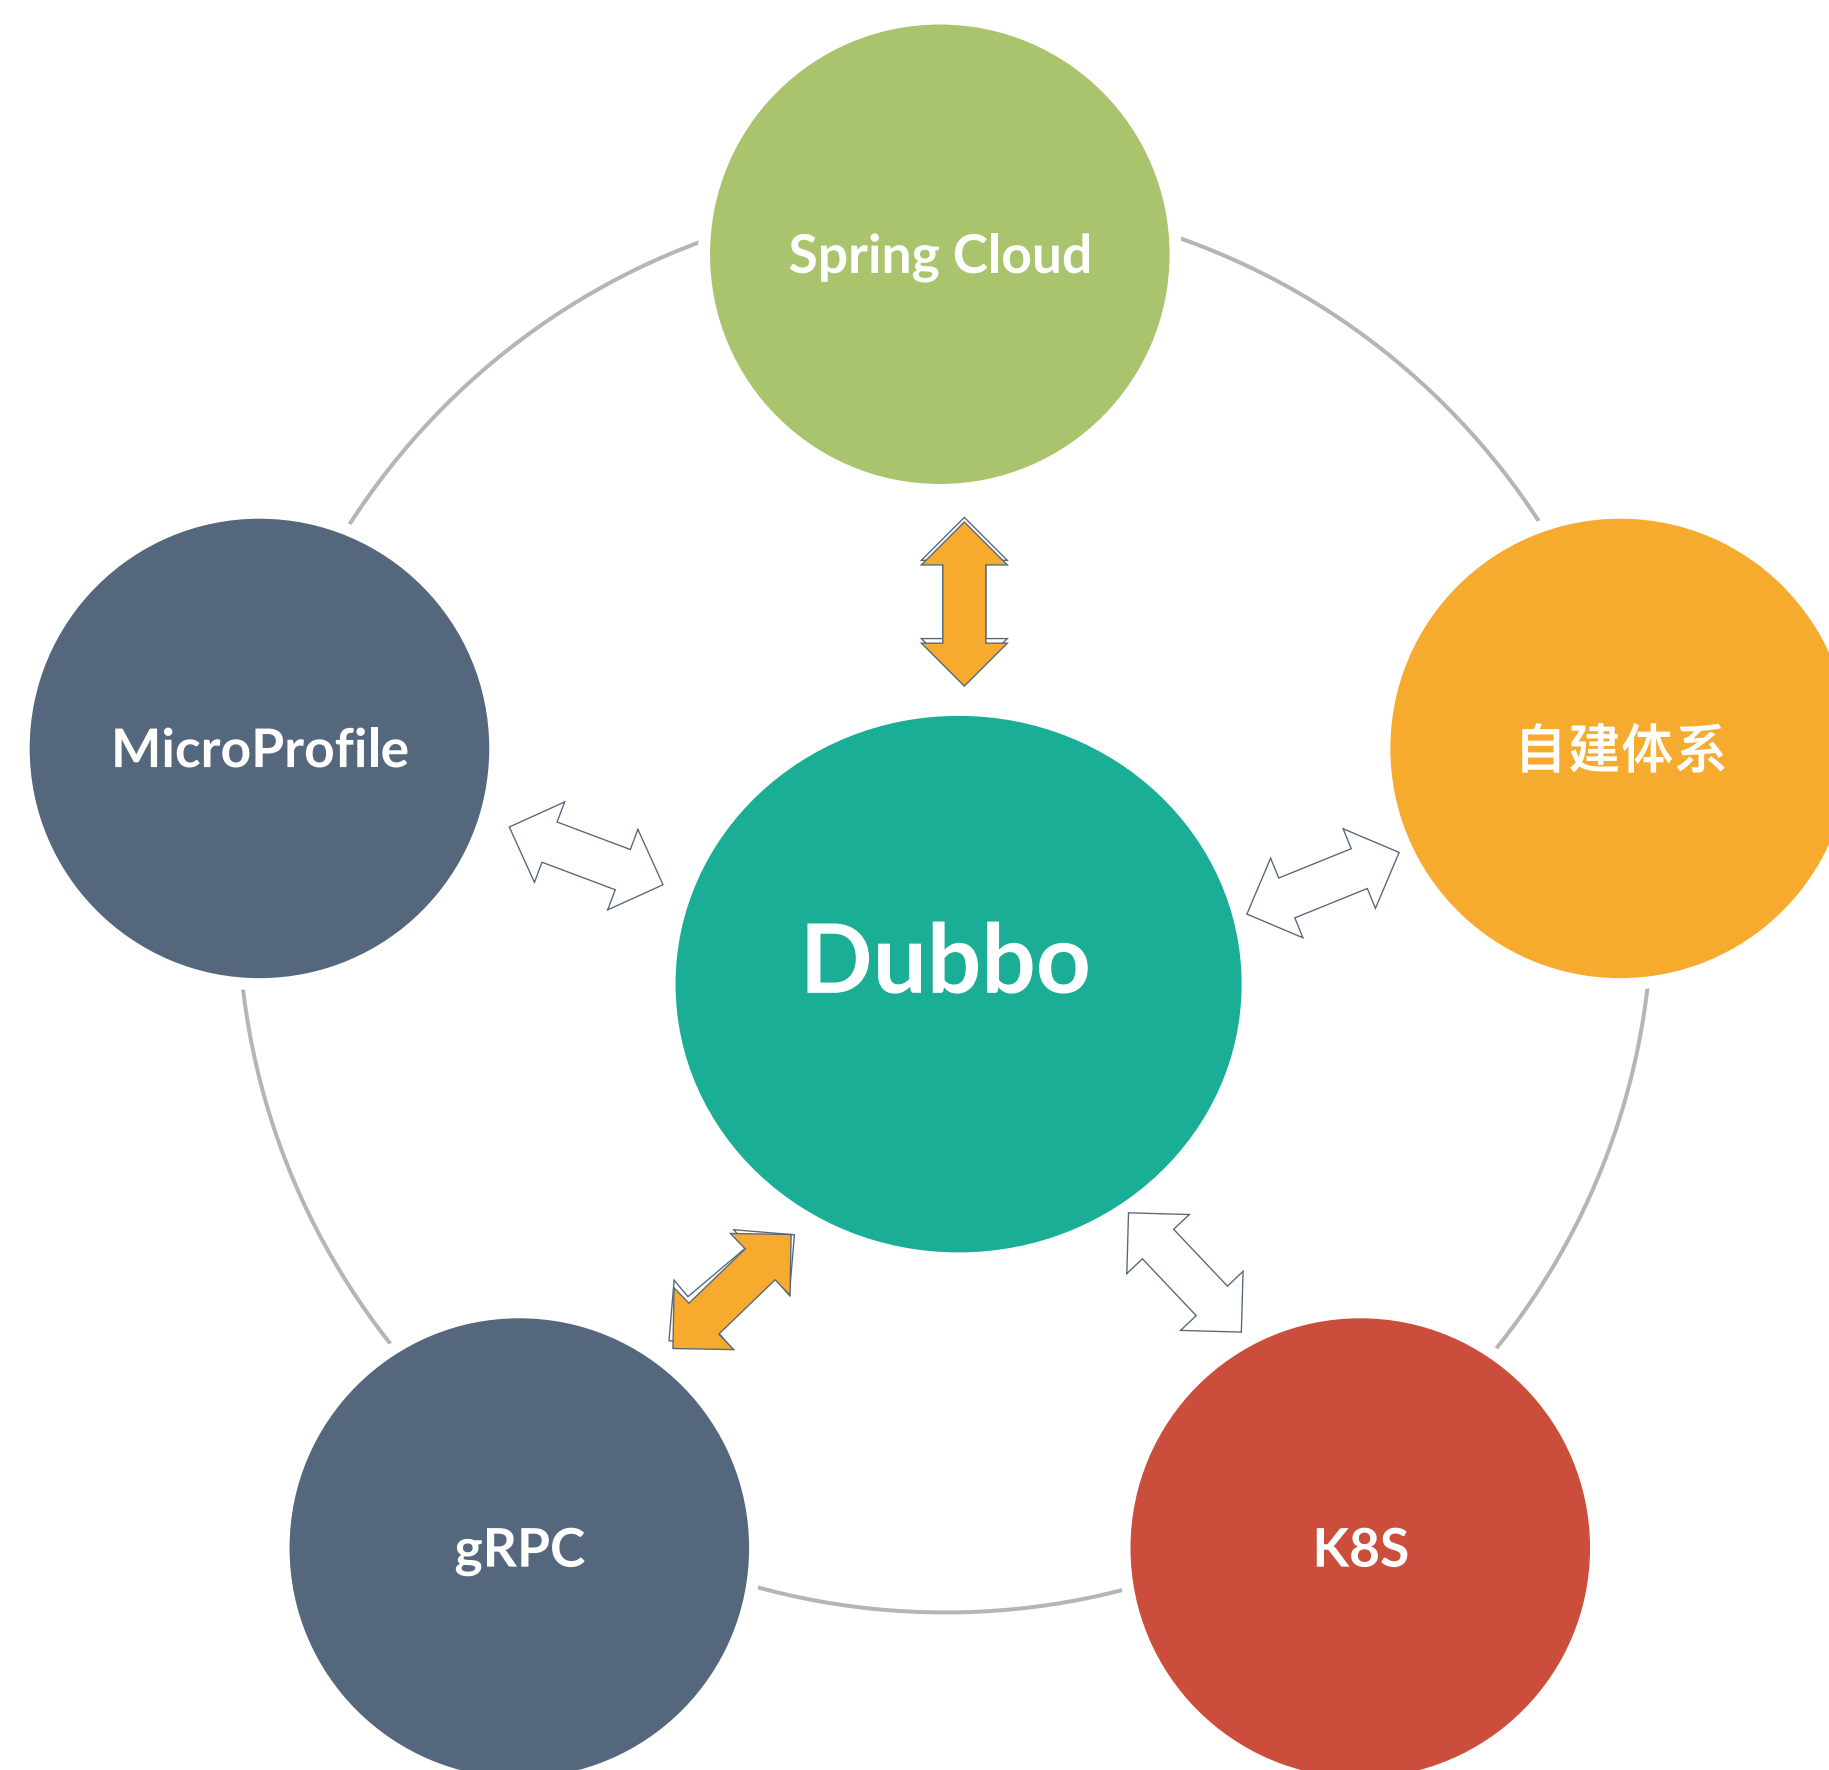 Spring Cloud
MicroProfile
自建体系
Dubbo
gRPC
K8S